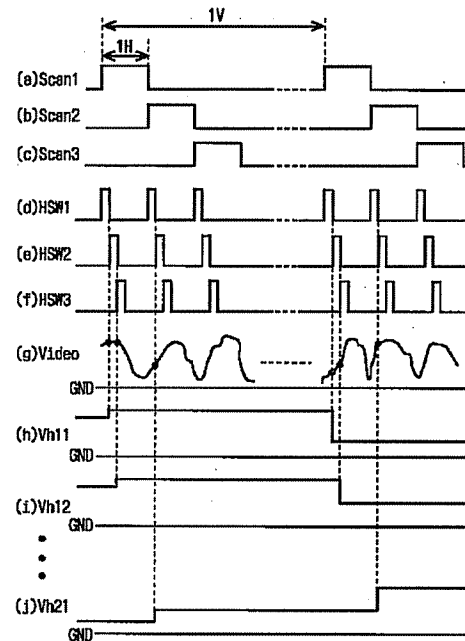 1V
1H
(a)Scan1
(b)Scan2
(c)Scan3
(d)HSW1
(e)HSW2
(f)HSW3
(g)Video
GND
(h)Vh11
GND
(i)Vh12
GND
(j)Vh21
GND